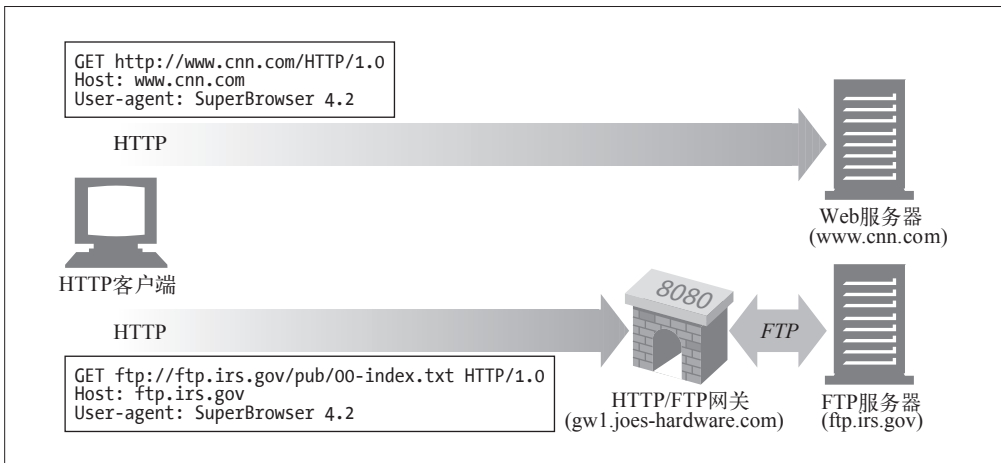 GET http://www.cnn.com/HTTP/1.0
Host: www.cnn.com
User-agent: SuperBrowser 4.2
HTTP
Web服务器
(www.cnn.com)
HTTP客户端
HTTP
8080
FTP
GET ftp://ftp.irs.gov/pub/00-index.txt HTTP/1.0
Host: ftp.irs.gov
User-agent: SuperBrowser 4.2
HTTP/FTP网关
(gw1.joes-hardware.com)
FTP服务器
(ftp.irs.gov)